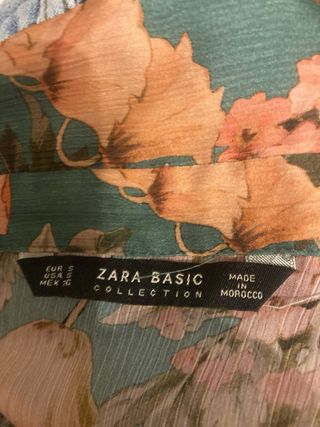 EUR S
USA S
MEX 26
ZARA BASIC
COLLECTION
MADE
IN
MOROCCO